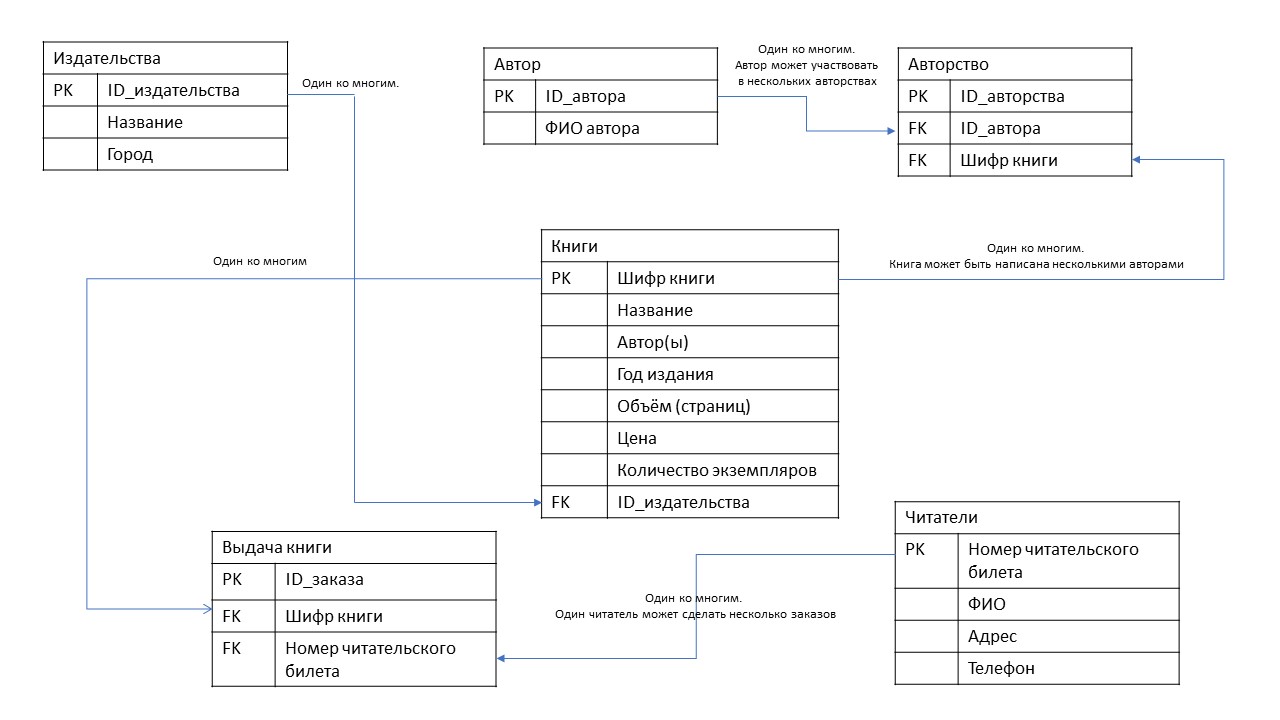 Издательства
PK ID_издательства
Название
Город
Один ко многим.
Автор
PK ID_автора
ФИО автора
Один ко многим.
Автор может участвовать
в нескольких авторствах
Авторство
PK ID_авторства
FK ID_автора
FK Шифр книги
Один ко многим
Книги
PK Шифр книги
Название
Автор(ы)
Год издания
Объём (страниц)
Цена
Количество экземпляров
FK ID_издательства
Один ко многим.
Книга может быть написана несколькими авторами
Выдача книги
PK ID_заказа
FK Шифр книги
FK Номер читательского
билета
Один ко многим.
Один читатель может сделать несколько заказов
Читатели
PK Номер читательского
билета
ФИО
Адрес
Телефон